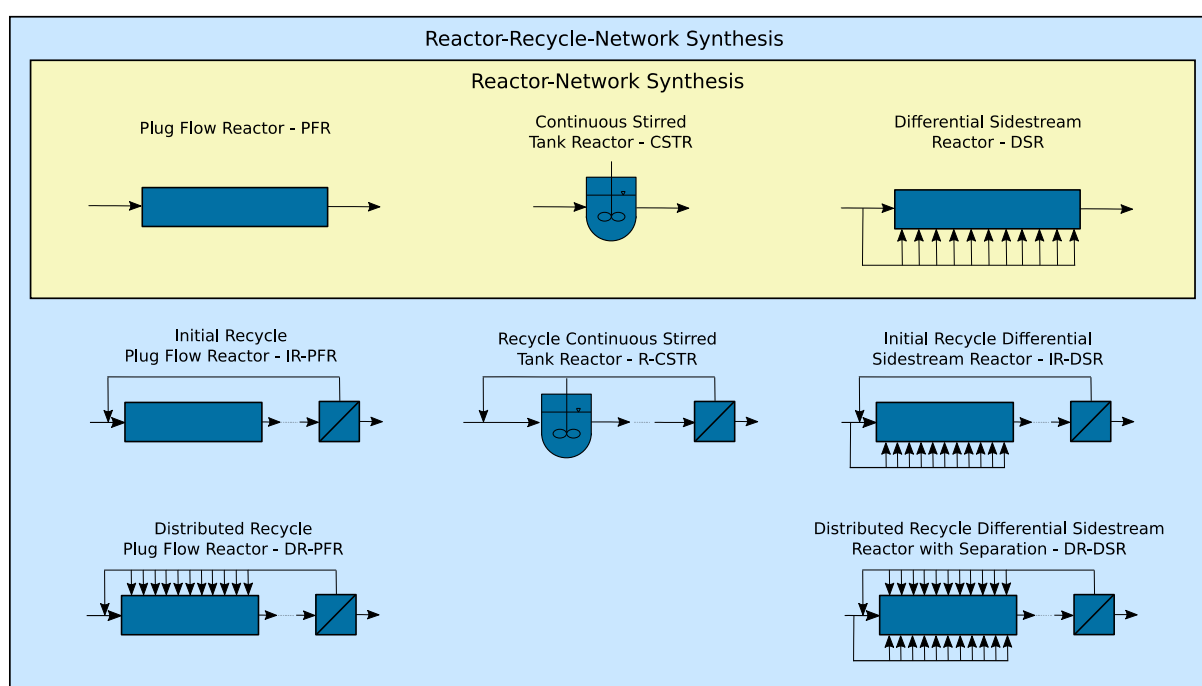 Reactor-Recycle-Network Synthesis
Reactor-Network Synthesis
Plug Flow Reactor - PFR
Continuous Stirred
Tank Reactor - CSTR
Differential Sidestream
Reactor - DSR
Initial Recycle
Plug Flow Reactor - IR-PFR
Recycle Continuous Stirred
Tank Reactor - R-CSTR
Initial Recycle Differential
Sidestream Reactor - IR-DSR
Distributed Recycle
Plug Flow Reactor - DR-PFR
Distributed Recycle Differential Sidestream
Reactor with Separation - DR-DSR